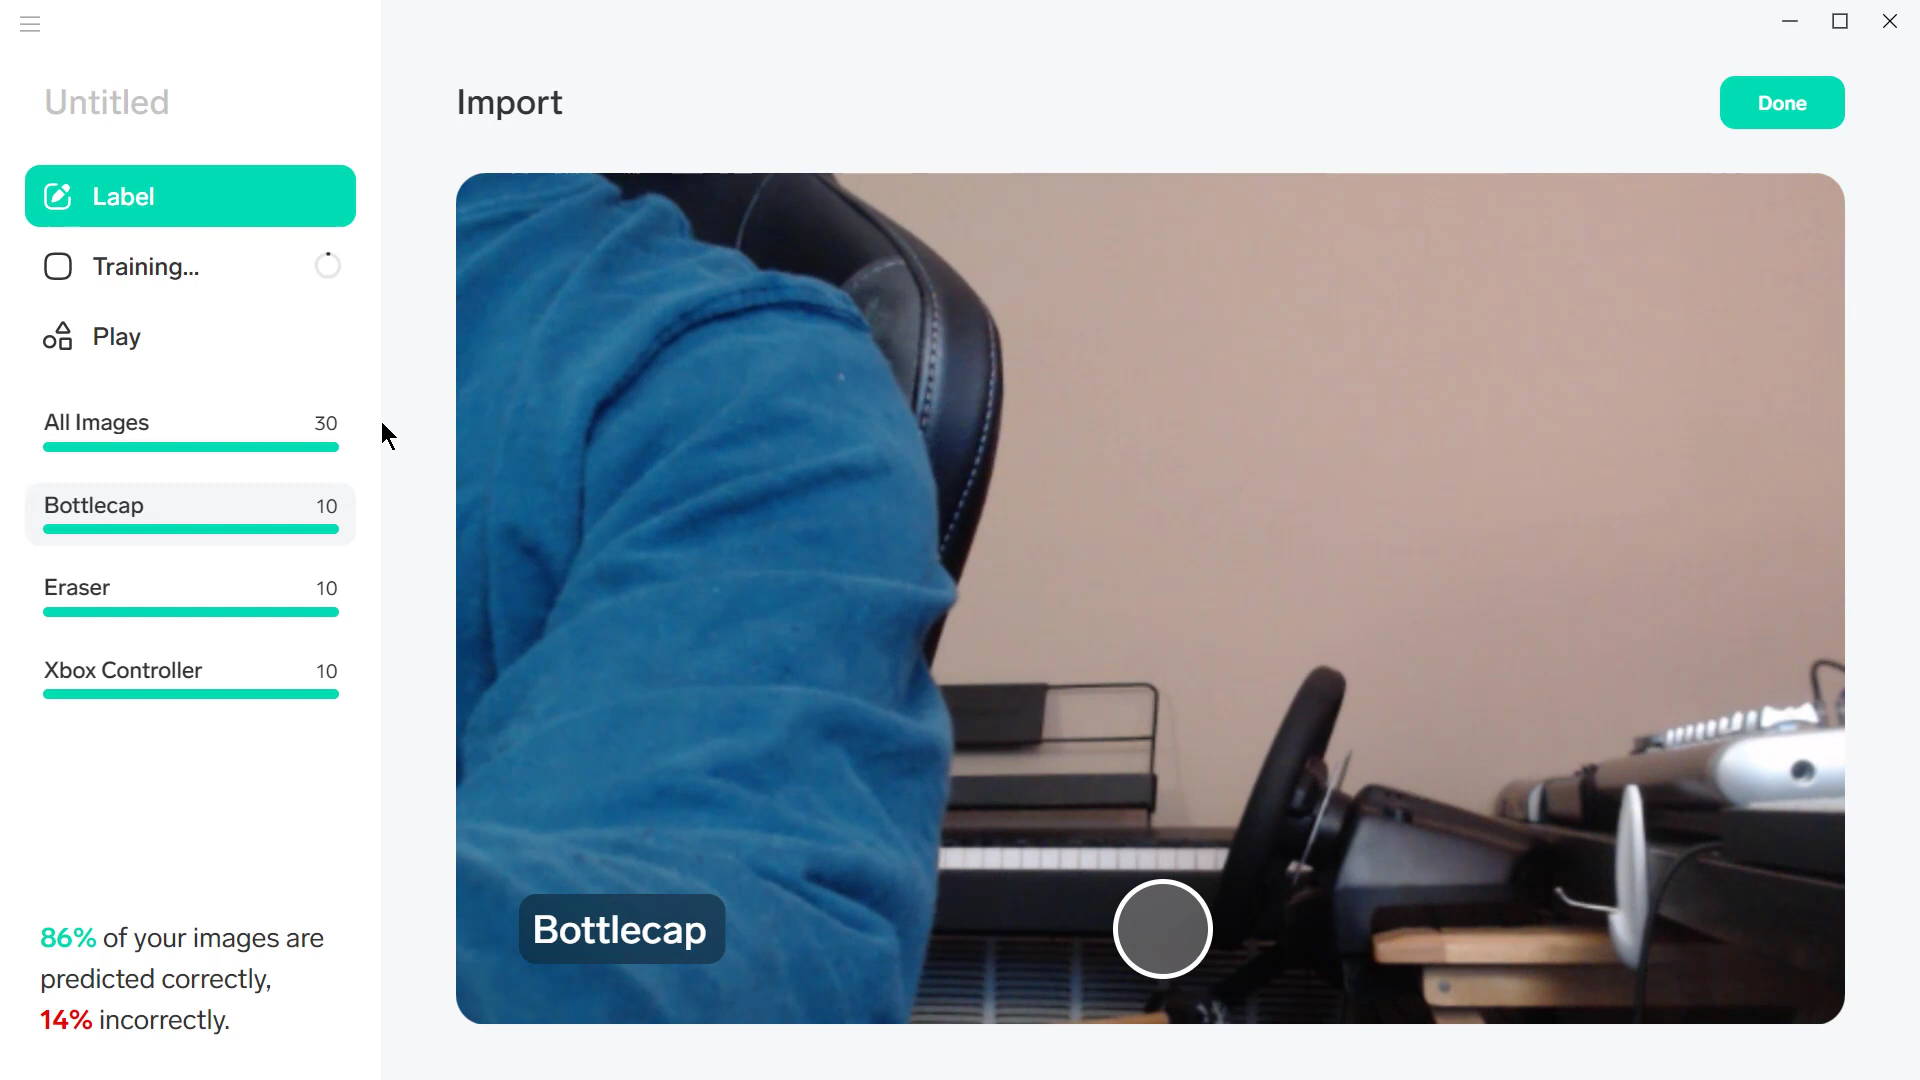 Untitled
Import
Done
Label
Training...
Play
All Images 30
Bottlecap 10
Eraser 10
Xbox Controller 10
86% of your images are
predicted correctly,
14% incorrectly.
Bottlecap